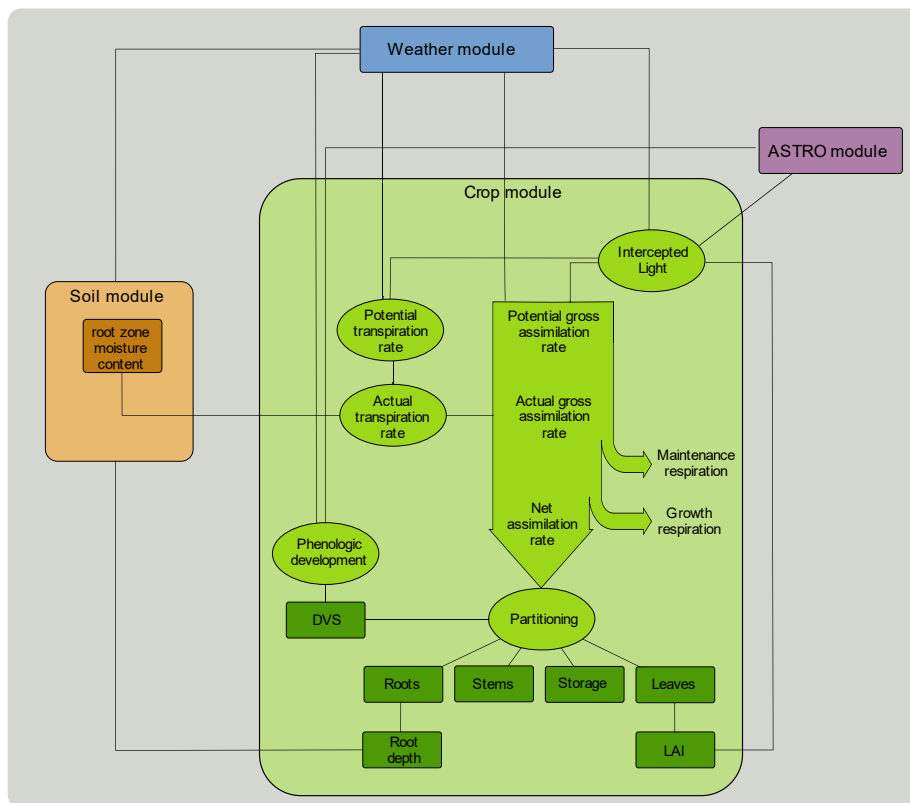 Weather module
ASTRO module
Crop module
Intercepted
Light
Soil module
root zone
moisture
content
Potential
transpiration
rate
Potential gross
assimilation
rate
Actual
transpiration
rate
Actual gross
assimilation
rate
Maintenance
respiration
Net
assimilation
rate
Growth
respiration
Phenologic
development
DVS
Partitioning
Roots
Stems
Storage
Leaves
Root
depth
LAI